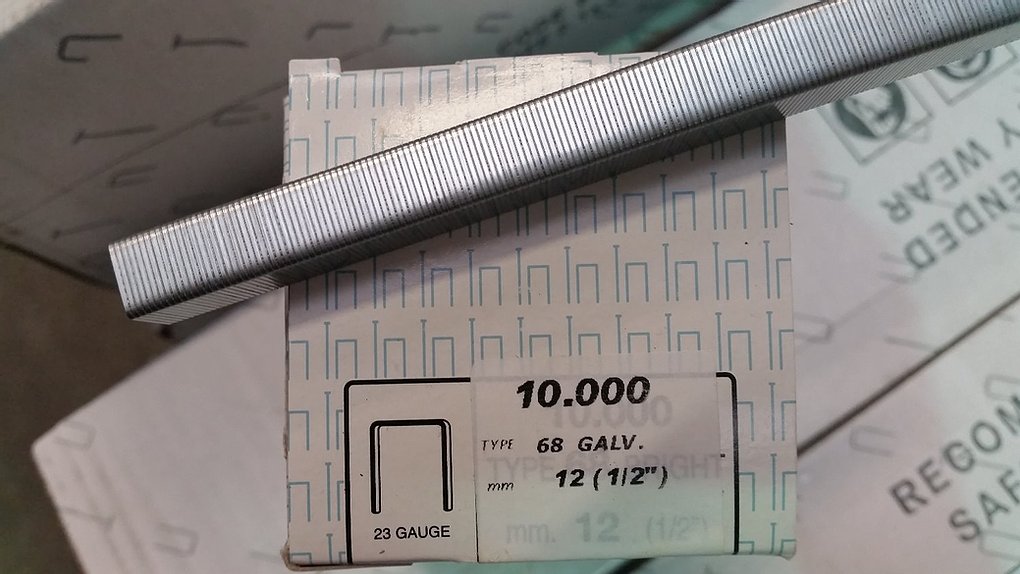 10.000
TYPE 68 GALV.
mm 12 (1/2")
23 GAUGE
10.000
TYPE BRIGHT
mm. 12 (1/2")
ENDED
Y WEAR
REGOM
SAF